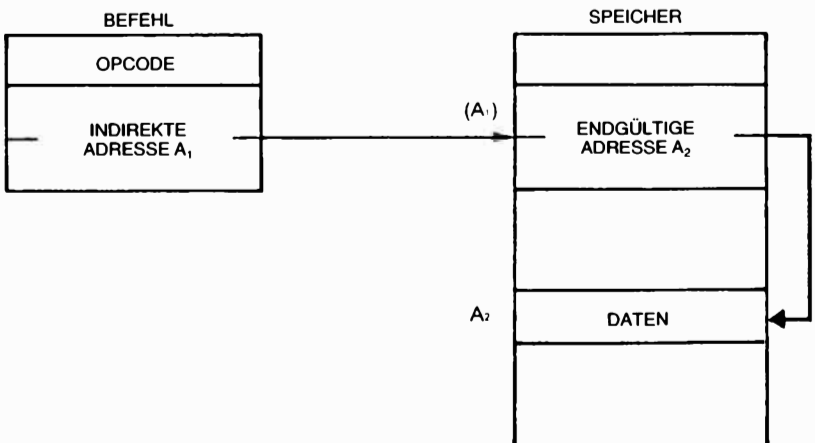 BEFEHL
SPEICHER
OPCODE
(A₁)
INDIREKTE
ADRESSE A₁
ENDGÜLTIGE
ADRESSE A₂
A₂
DATEN